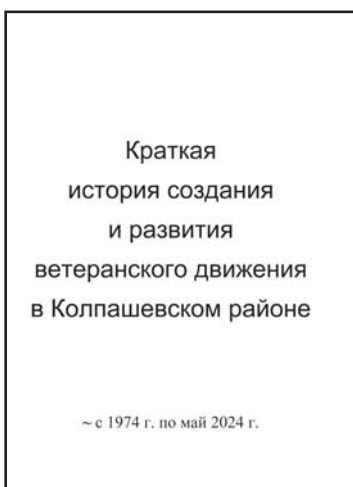 Краткая
история создания
и развития
ветеранского движения
в Колпашевском районе
~ с 1974 г. по май 2024 г.